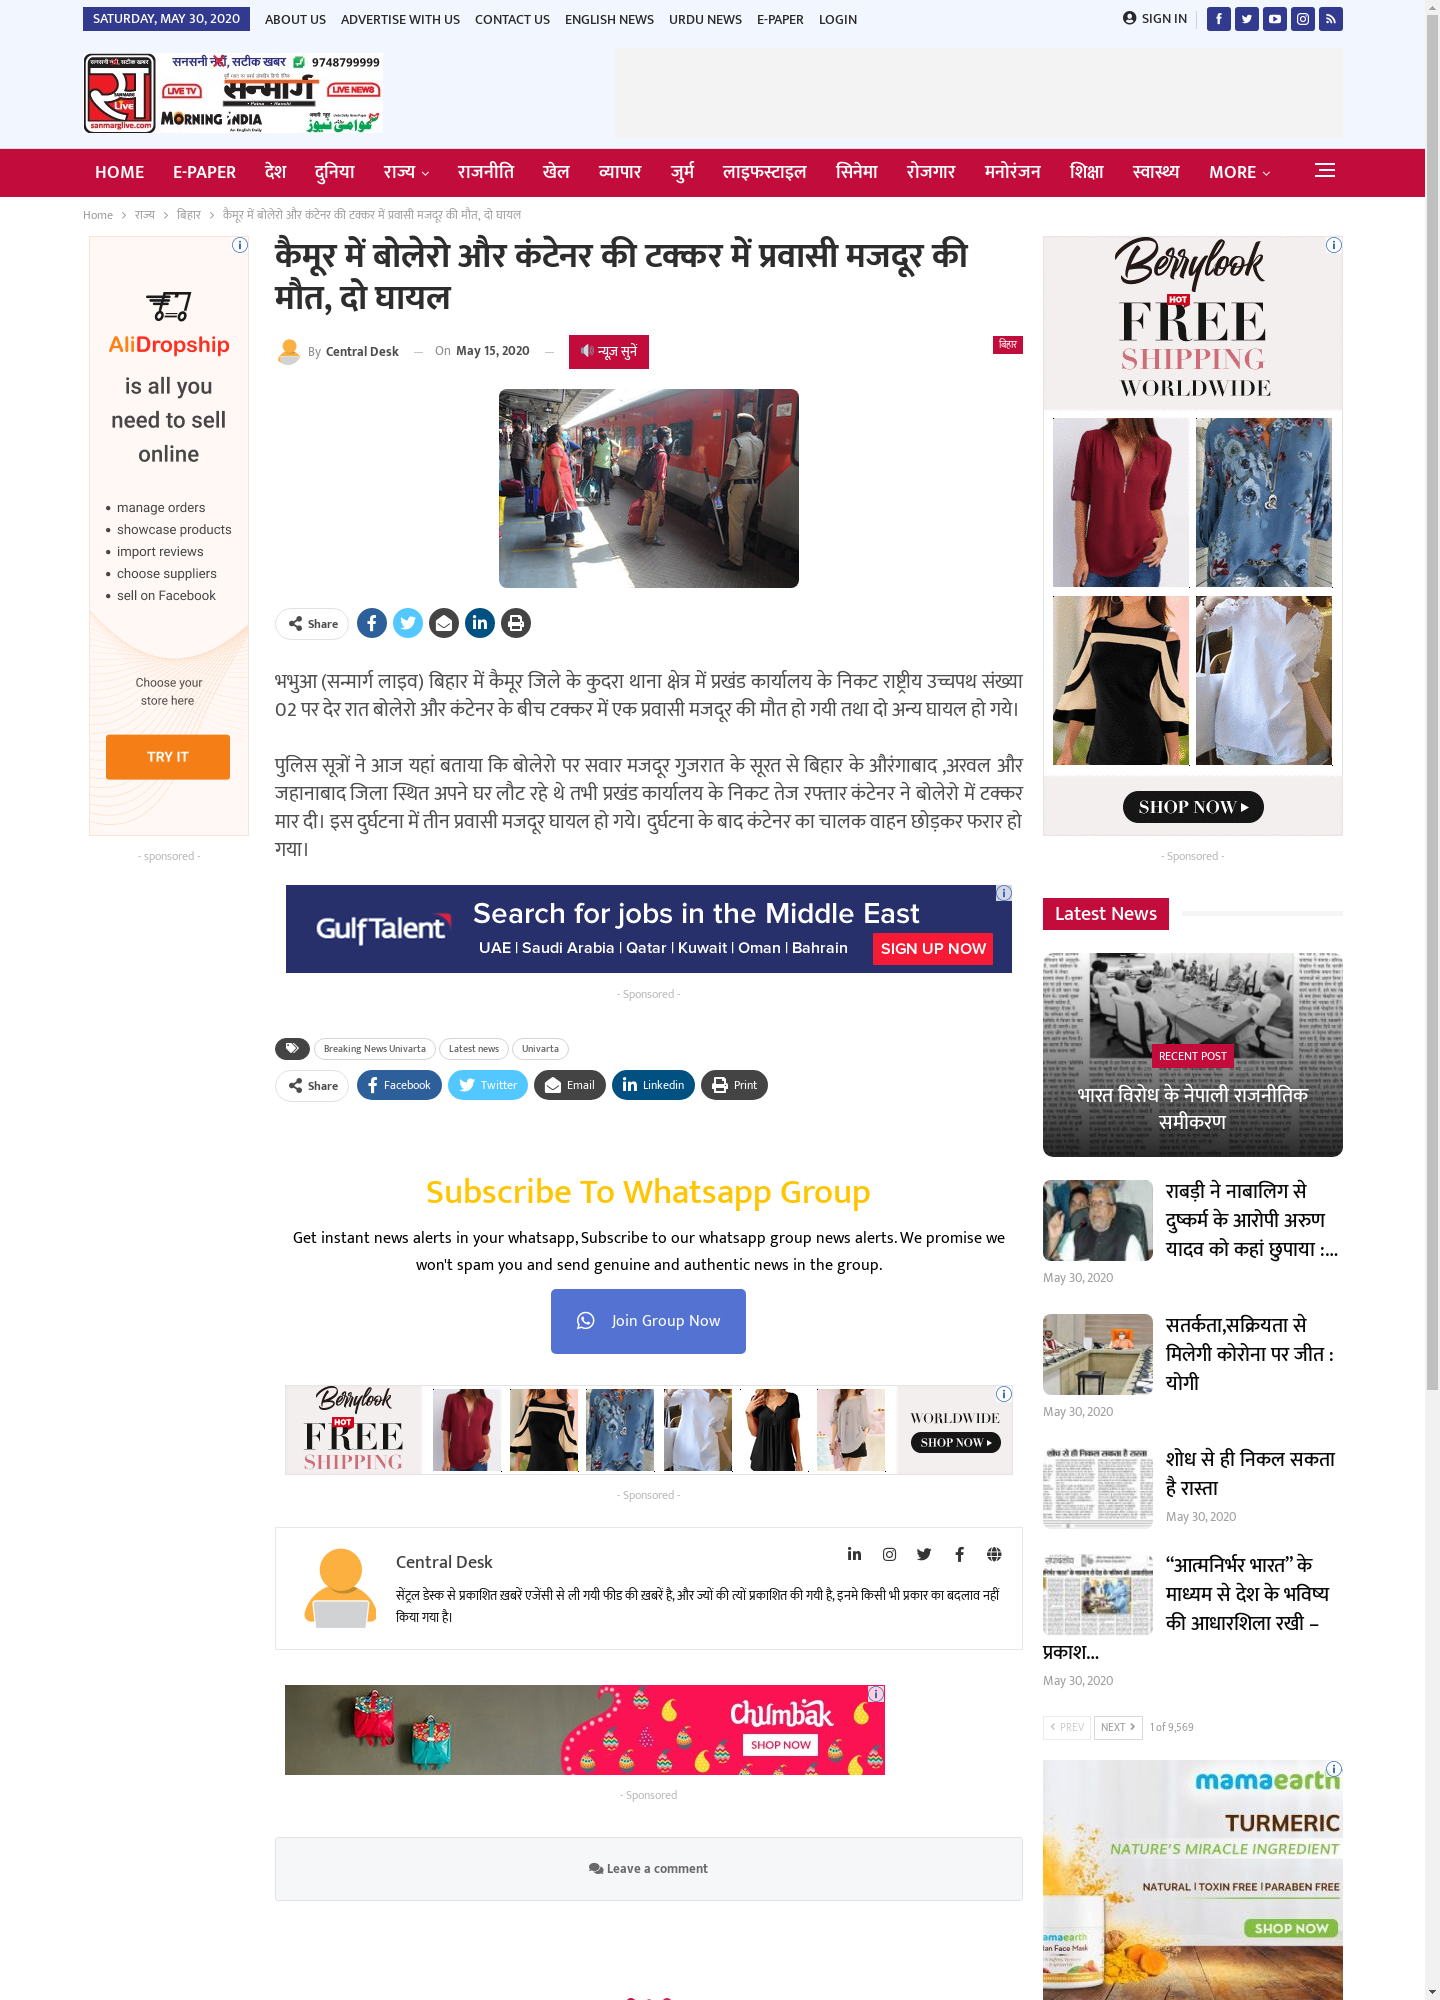 SATURDAY, MAY 30, 2020 ABOUT US ADVERTISE WITH US CONTACT US ENGLISH NEWS URDU NEWS E-PAPER LOGIN SIGN IN
सनसनी नहीं, सटीक खबर सनसनी नहीं, सटीक खबर 9748799999
LIVE TV सन्मार्ग LIVE NEWS
SANMARG Live
sanmarglive.com MORNING INDIA
An English Daily
HOME E-PAPER देश दुनिया राज्य राजनीति खेल व्यापार जुर्म लाइफस्टाइल सिनेमा रोजगार मनोरंजन शिक्षा स्वास्थ्य MORE
Home > राज्य > बिहार > कैमूर में बोलेरो और कंटेनर की टक्कर में प्रवासी मजदूर की मौत, दो घायल
AliDropship
is all you
need to sell
online
• manage orders
• showcase products
• import reviews
• choose suppliers
• sell on Facebook
Choose your
store here
TRY IT
- sponsored -
कैमूर में बोलेरो और कंटेनर की टक्कर में प्रवासी मजदूर की
मौत, दो घायल
By Central Desk — On May 15, 2020 — न्यूज़ सुनें बिहार
Share
भभुआ (सन्मार्ग लाइव) बिहार में कैमूर जिले के कुदरा थाना क्षेत्र में प्रखंड कार्यालय के निकट राष्ट्रीय उच्चपथ संख्या
02 पर देर रात बोलेरो और कंटेनर के बीच टक्कर में एक प्रवासी मजदूर की मौत हो गयी तथा दो अन्य घायल हो गये।
पुलिस सूत्रों ने आज यहां बताया कि बोलेरो पर सवार मजदूर गुजरात के सूरत से बिहार के औरंगाबाद ,अरवल और
जहानाबाद जिला स्थित अपने घर लौट रहे थे तभी प्रखंड कार्यालय के निकट तेज रफ्तार कंटेनर ने बोलेरो में टक्कर
मार दी। इस दुर्घटना में तीन प्रवासी मजदूर घायल हो गये। दुर्घटना के बाद कंटेनर का चालक वाहन छोड़कर फरार हो
गया।
GulfTalent Search for jobs in the Middle East
UAE | Saudi Arabia | Qatar | Kuwait | Oman | Bahrain SIGN UP NOW
- Sponsored -
Breaking News Univarta Latest news Univarta
Share Facebook Twitter Email Linkedin Print
Subscribe To Whatsapp Group
Get instant news alerts in your whatsapp, Subscribe to our whatsapp group news alerts. We promise we
won't spam you and send genuine and authentic news in the group.
Join Group Now
Berrylook
HOT
FREE
SHIPPING
WORLDWIDE
SHOP NOW
- Sponsored -
Central Desk
सेंट्रल डेस्क से प्रकाशित ख़बरें एजेंसी से ली गयी फीड की ख़बरें है, और ज्यों की त्यों प्रकाशित की गयी है, इनमे किसी भी प्रकार का बदलाव नहीं
किया गया है।
Chumbak
SHOP NOW
- Sponsored
Leave a comment
Berrylook
HOT
FREE
SHIPPING
WORLDWIDE
SHOP NOW
- Sponsored -
Latest News
RECENT POST
भारत विरोध के नेपाली राजनीतिक
समीकरण
राबड़ी ने नाबालिग से
दुष्कर्म के आरोपी अरुण
यादव को कहां छुपाया :...
May 30, 2020
सतर्कता,सक्रियता से
मिलेगी कोरोना पर जीत :
योगी
May 30, 2020
शोध से ही निकल सकता है रास्ता
शोध से ही निकल सकता
है रास्ता
May 30, 2020
“आत्मनिर्भर भारत” के
माध्यम से देश के भविष्य
की आधारशिला रखी –
प्रकाश...
May 30, 2020
PREV NEXT 1 of 9,569
mamaearth
TURMERIC
NATURE'S MIRACLE INGREDIENT
NATURAL | TOXIN FREE | PARABEN FREE
SHOP NOW
amaearth
tan Face Mask